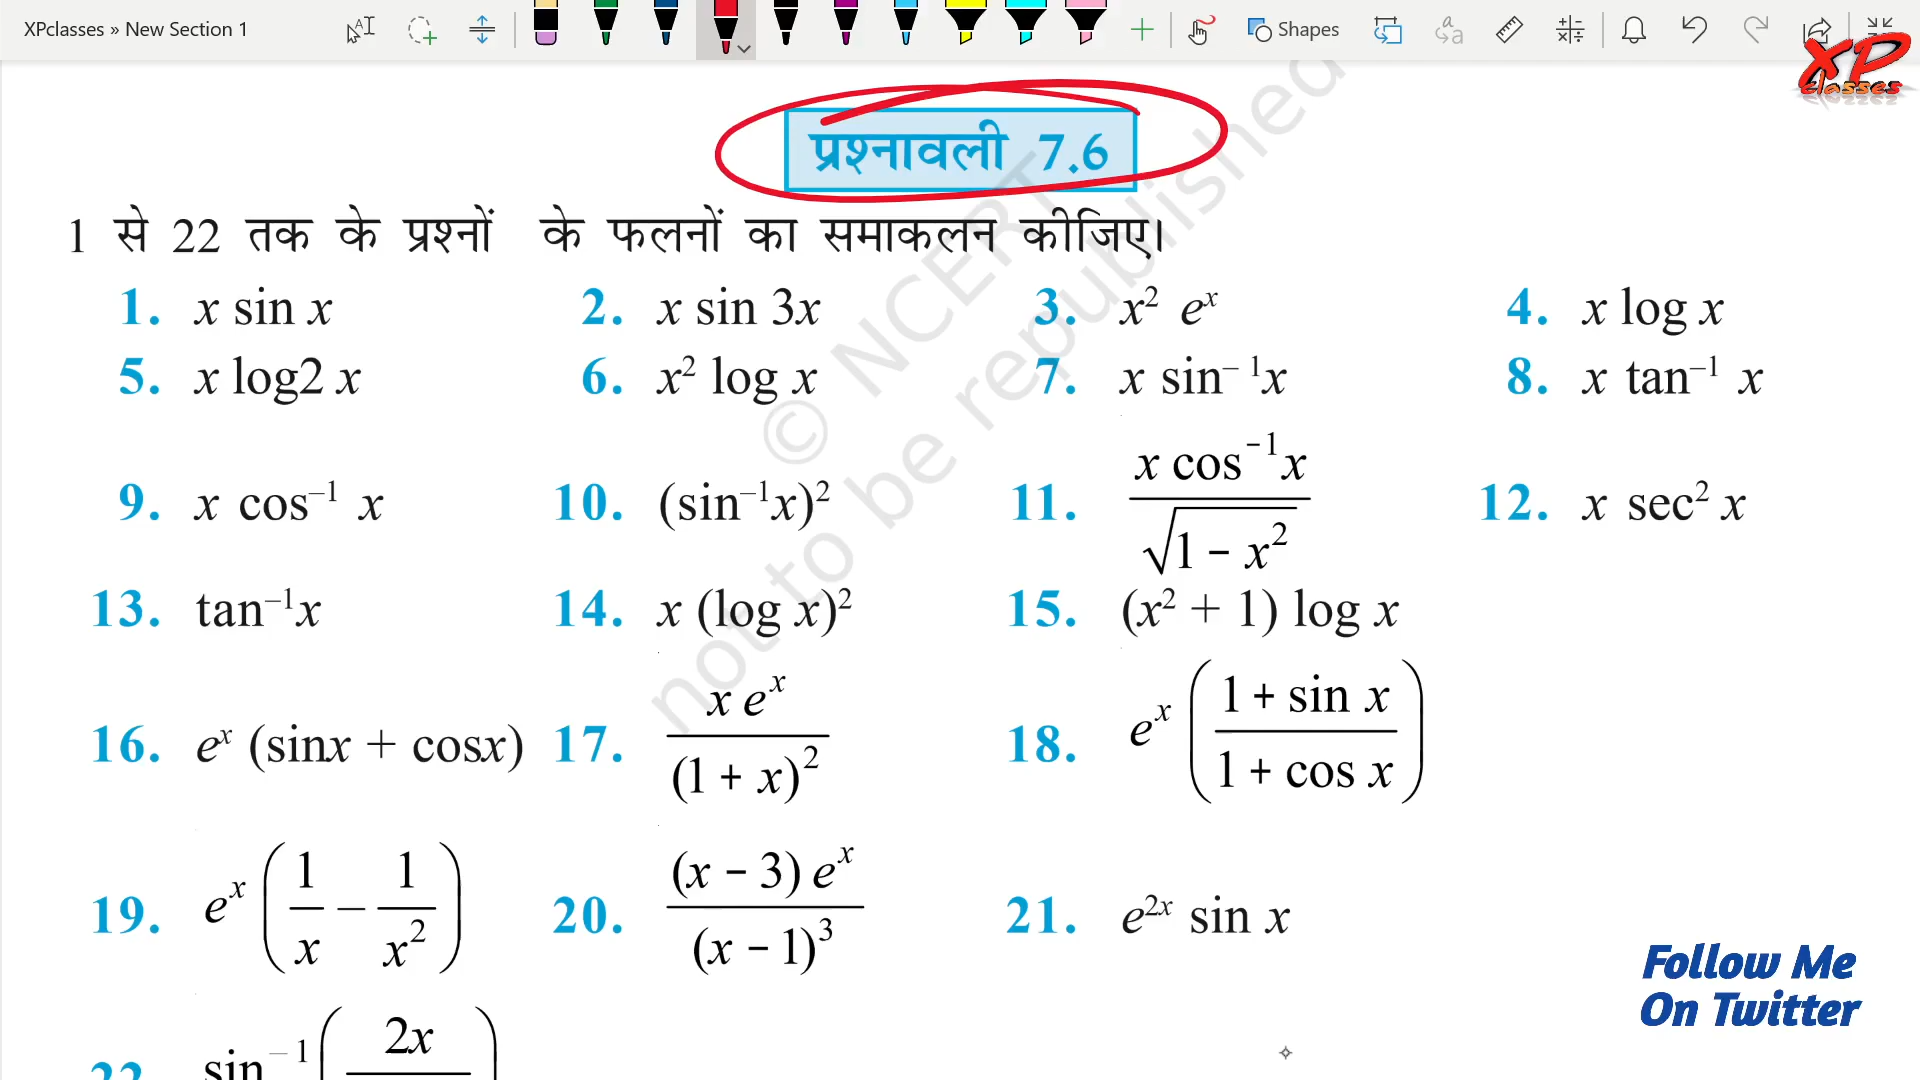 XPclasses » New Section 1
Shapes
XP
classes
प्रश्नावली 7.6
1 से 22 तक के प्रश्नों के फलनों का समाकलन कीजिए।
1. x sin x 2. x sin 3x 3. x² eˣ 4. x log x
5. x log2 x 6. x² log x 7. x sin⁻ ¹x 8. x tan⁻¹ x
9. x cos⁻¹ x 10. (sin⁻¹x)² 11. x cos⁻¹x / √(1 − x²) 12. x sec² x
13. tan⁻¹x 14. x (log x)² 15. (x² + 1) log x
16. eˣ (sinx + cosx) 17. x eˣ / (1 + x)² 18. eˣ ((1 + sin x) / (1 + cos x))
19. eˣ (1/x − 1/x²) 20. (x − 3) eˣ / (x − 1)³ 21. e²ˣ sin x
22. sin⁻¹ ( 2x
© NCERT
not to be republished
Follow Me
On Twitter